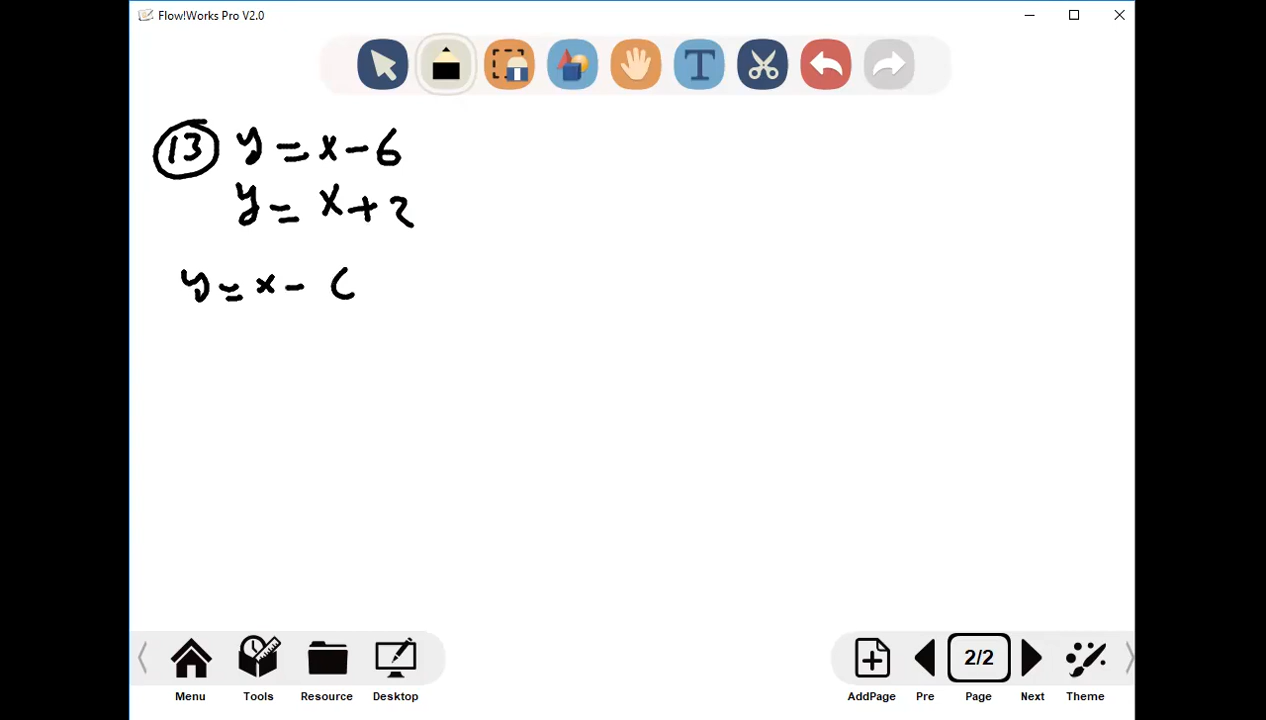 Flow!Works Pro V2.0
T
13 y = x - 6
y = x + 2
y = x - (
2/2
Menu Tools Resource Desktop AddPage Pre Page Next Theme